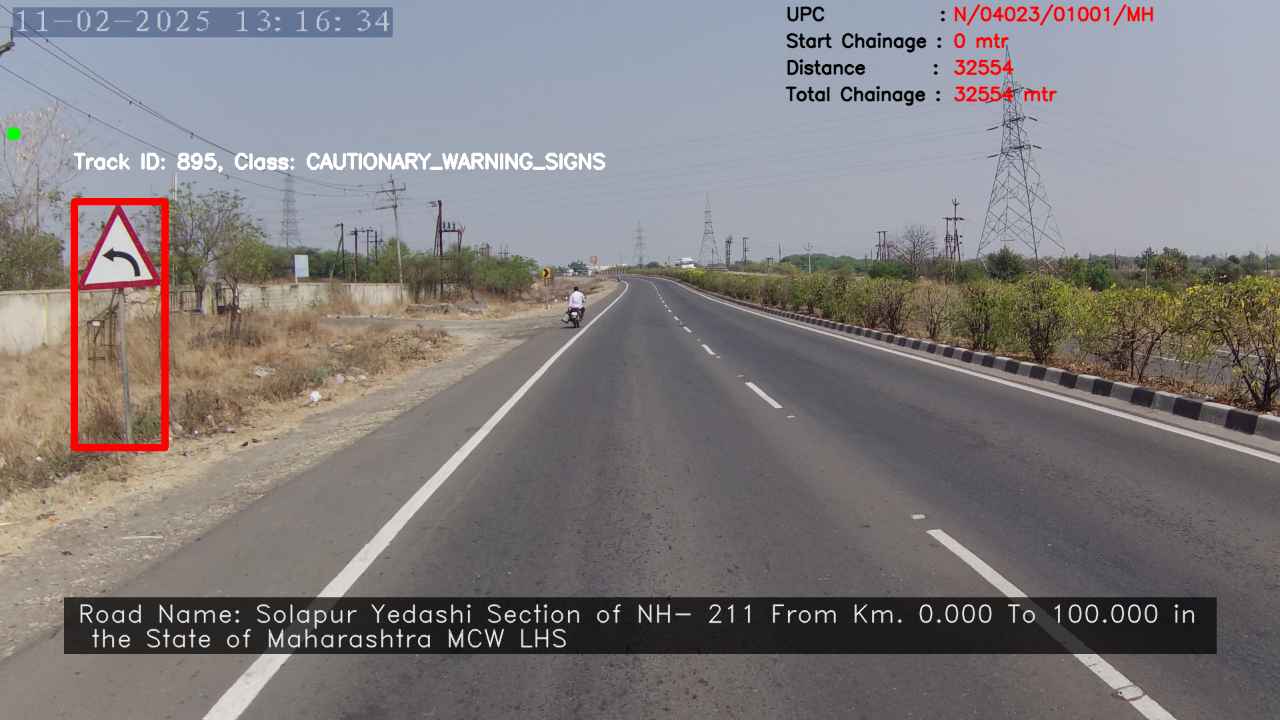 11-02-2025 13:16:34
UPC : N/04023/01001/MH
Start Chainage : 0 mtr
Distance : 32554
Total Chainage : 32554 mtr
Track ID: 895, Class: CAUTIONARY_WARNING_SIGNS
Road Name: Solapur Yedashi Section of NH- 211 From Km. 0.000 To 100.000 in
the State of Maharashtra MCW LHS